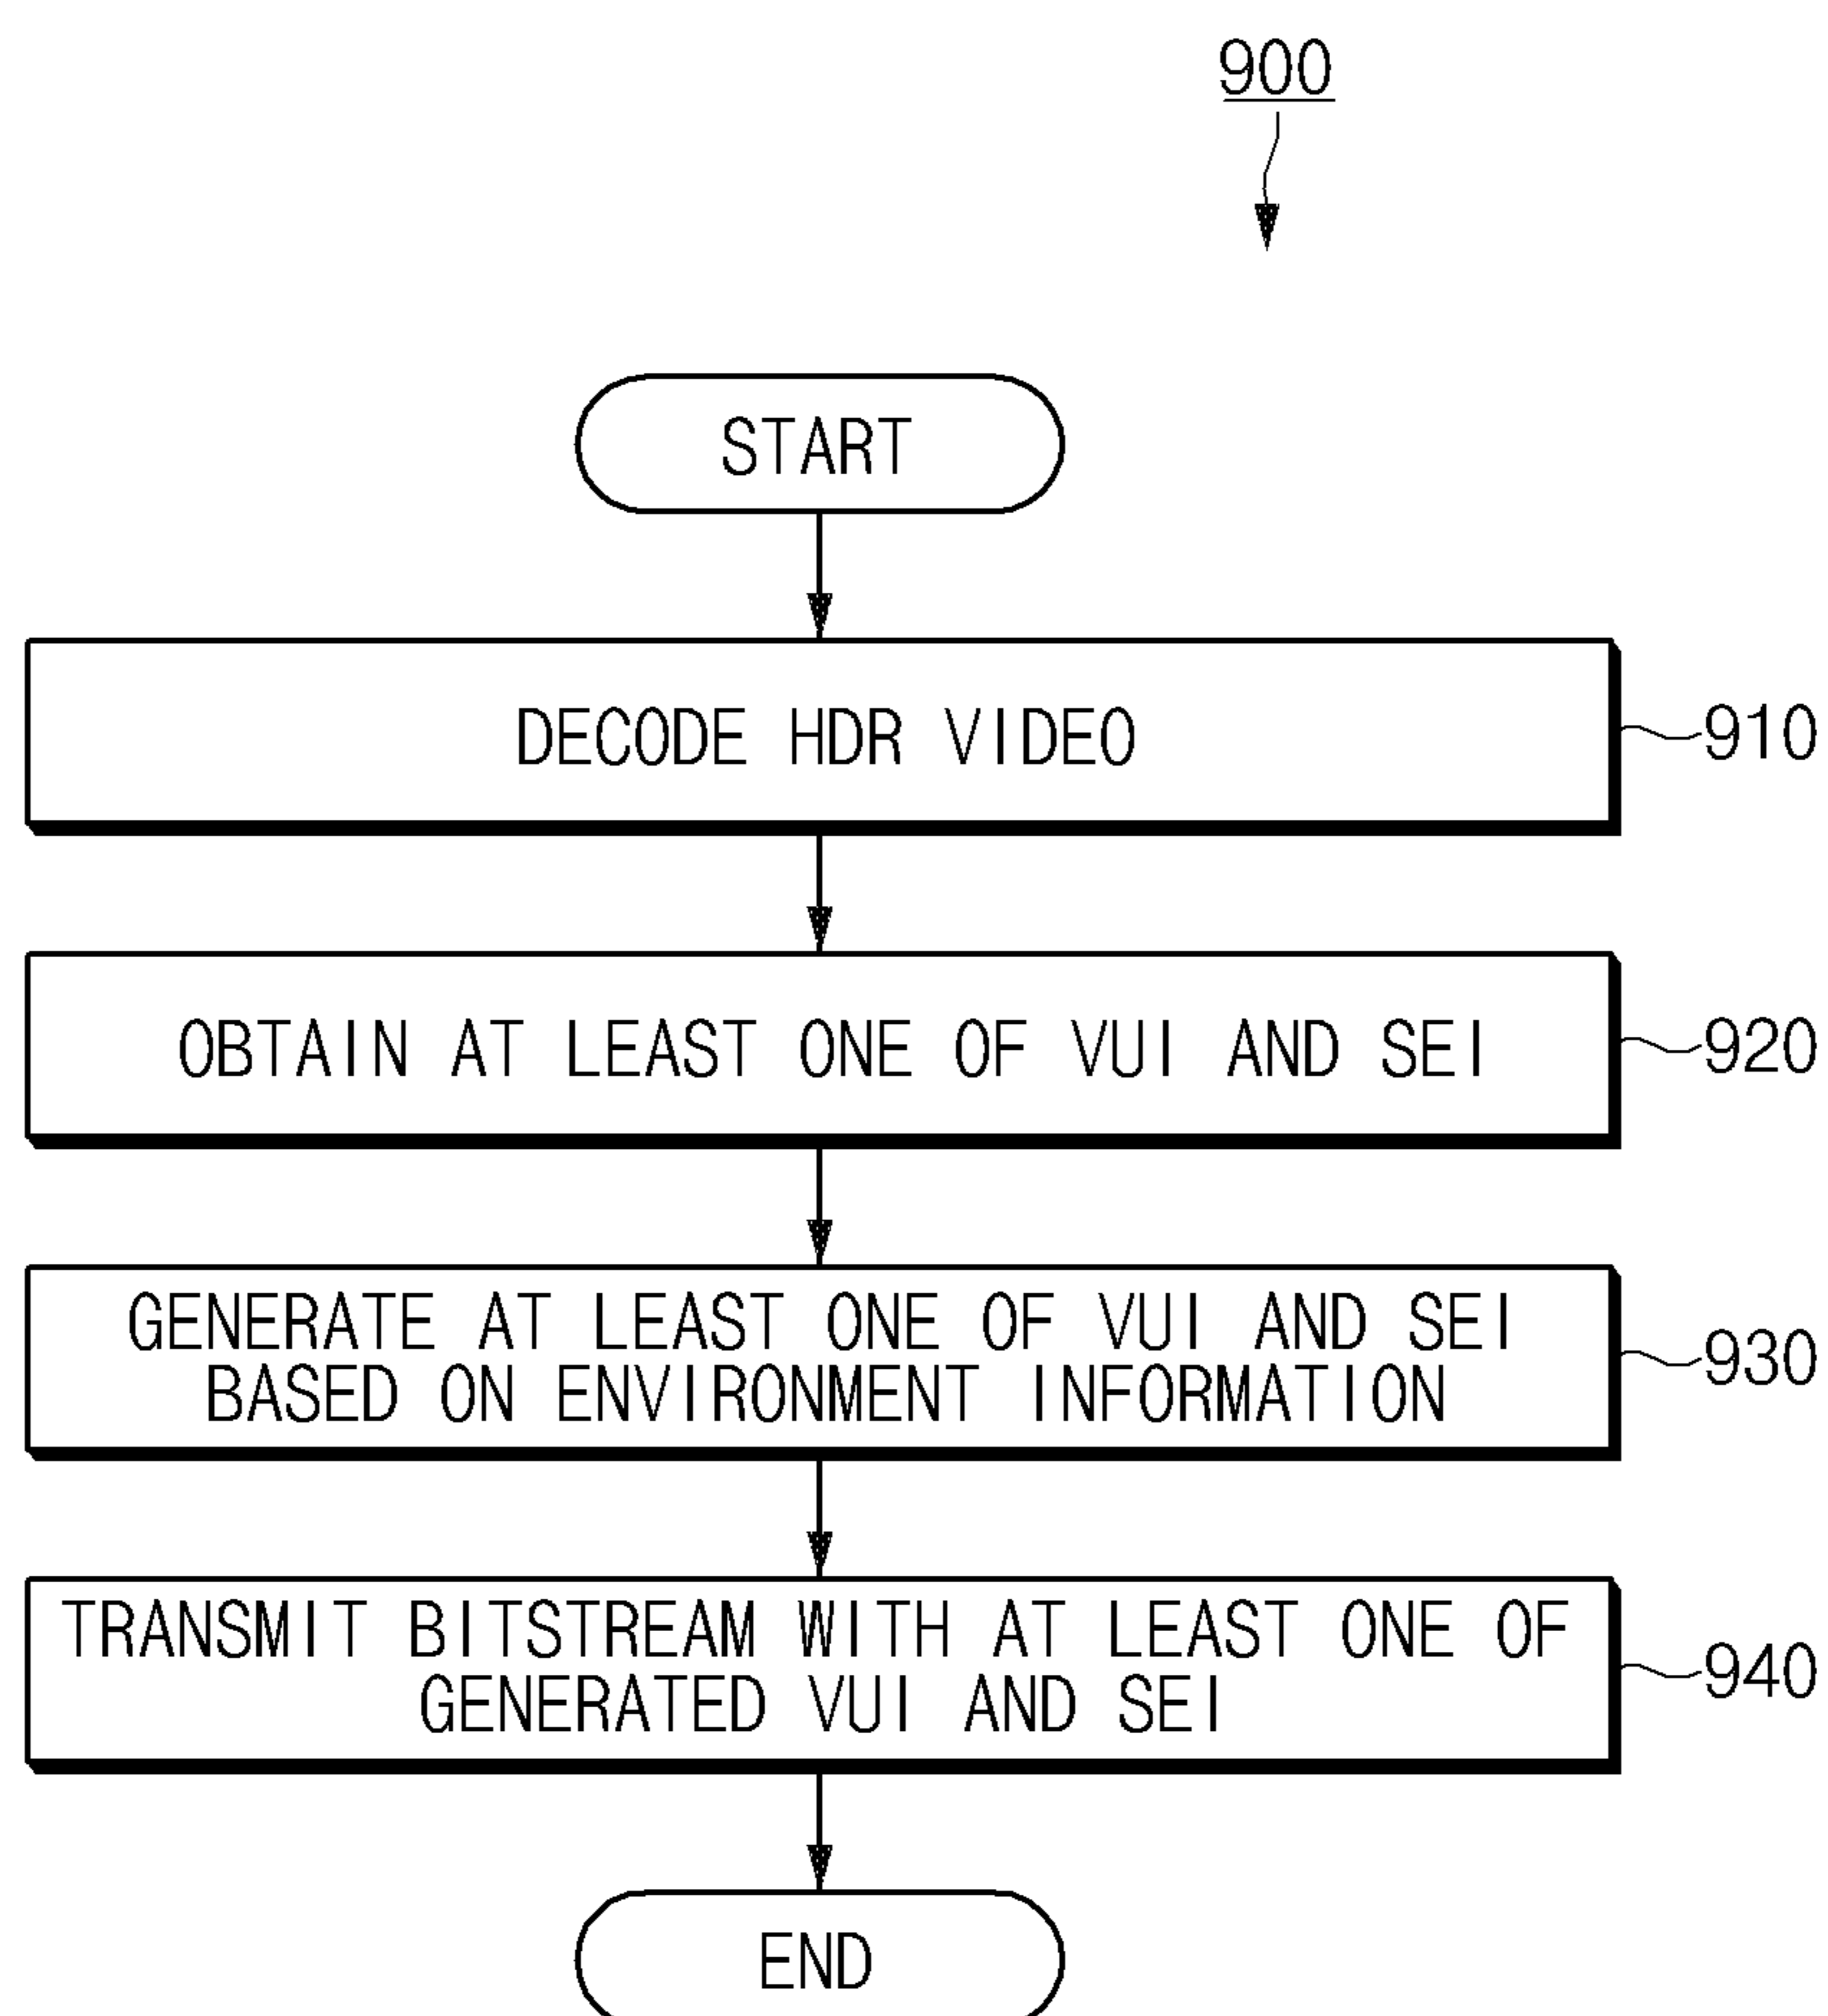 900
START
DECODE HDR VIDEO
910
OBTAIN AT LEAST ONE OF VUI AND SEI
920
GENERATE AT LEAST ONE OF VUI AND SEI
BASED ON ENVIRONMENT INFORMATION
930
TRANSMIT BITSTREAM WITH AT LEAST ONE OF
GENERATED VUI AND SEI
940
END